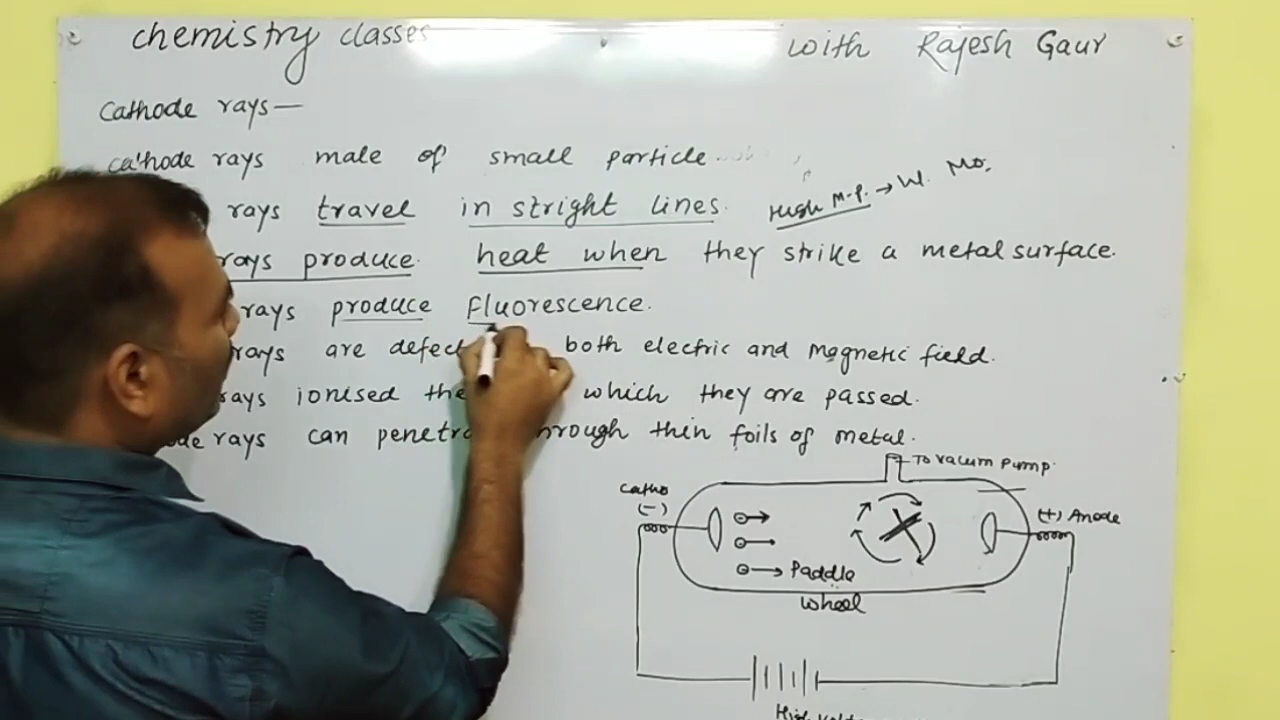 chemistry classes with Rajesh Gaur
Cathode rays—
cathode rays male of small particle
rays travel in stright lines. High M.P. → W. Mo.
rays produce heat when they strike a metal surface.
rays produce fluorescence.
rays are defec both electric and magnetic field.
rays ionised the which they are passed.
ode rays can penetra through thin foils of metal.
To vacum pump.
Catho
(-)
(+) Anode
Paddle
wheel